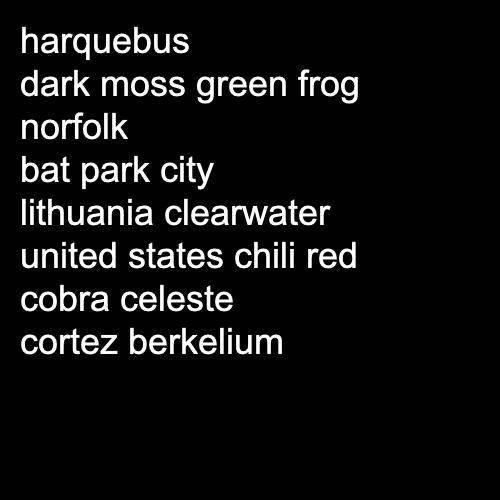 harquebus
dark moss green frog
norfolk
bat park city
lithuania clearwater
united states chili red
cobra celeste
cortez berkelium